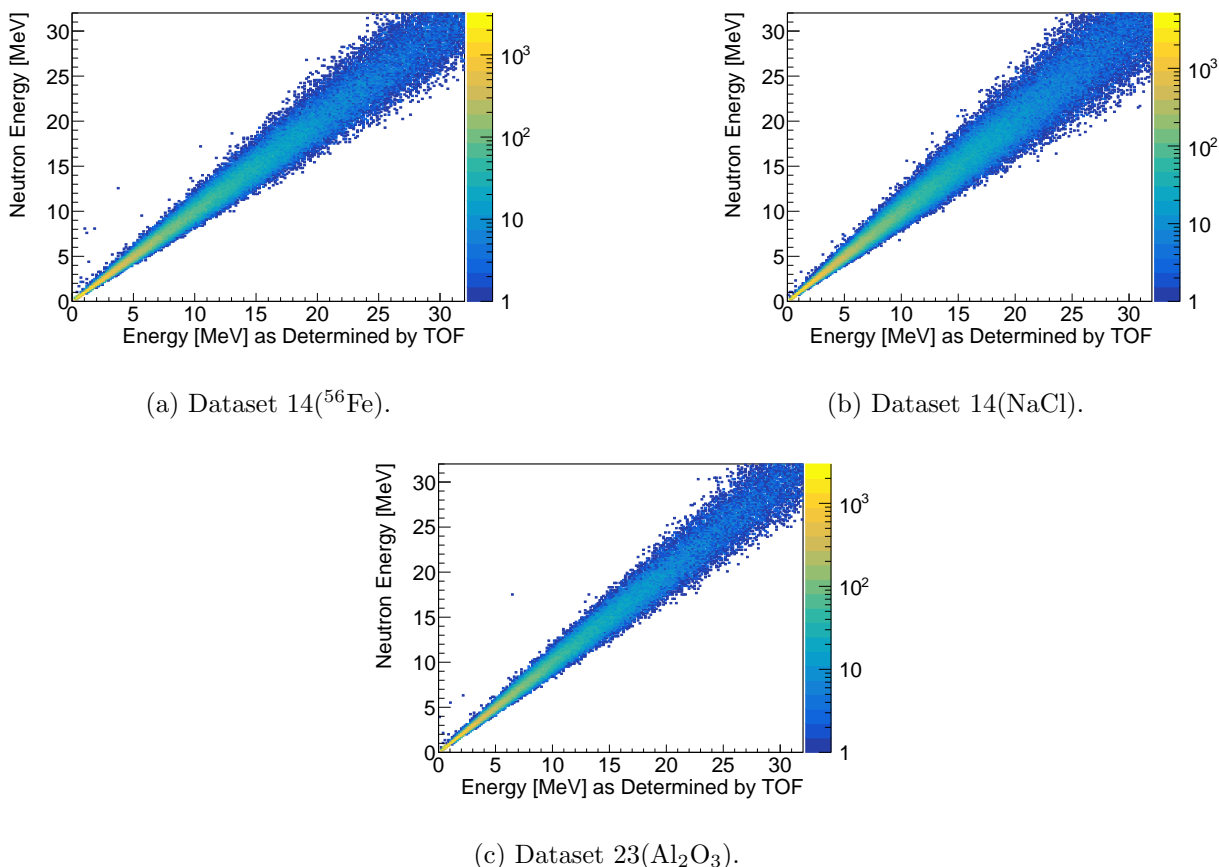 Neutron Energy [MeV]
30
25
20
15
10
5
0
0 5 10 15 20 25 30
Energy [MeV] as Determined by TOF
10³
10²
10
1
(a) Dataset 14(⁵⁶Fe).
Neutron Energy [MeV]
30
25
20
15
10
5
0
0 5 10 15 20 25 30
Energy [MeV] as Determined by TOF
10³
10²
10
1
(b) Dataset 14(NaCl).
Neutron Energy [MeV]
30
25
20
15
10
5
0
0 5 10 15 20 25 30
Energy [MeV] as Determined by TOF
10³
10²
10
1
(c) Dataset 23(Al₂O₃).